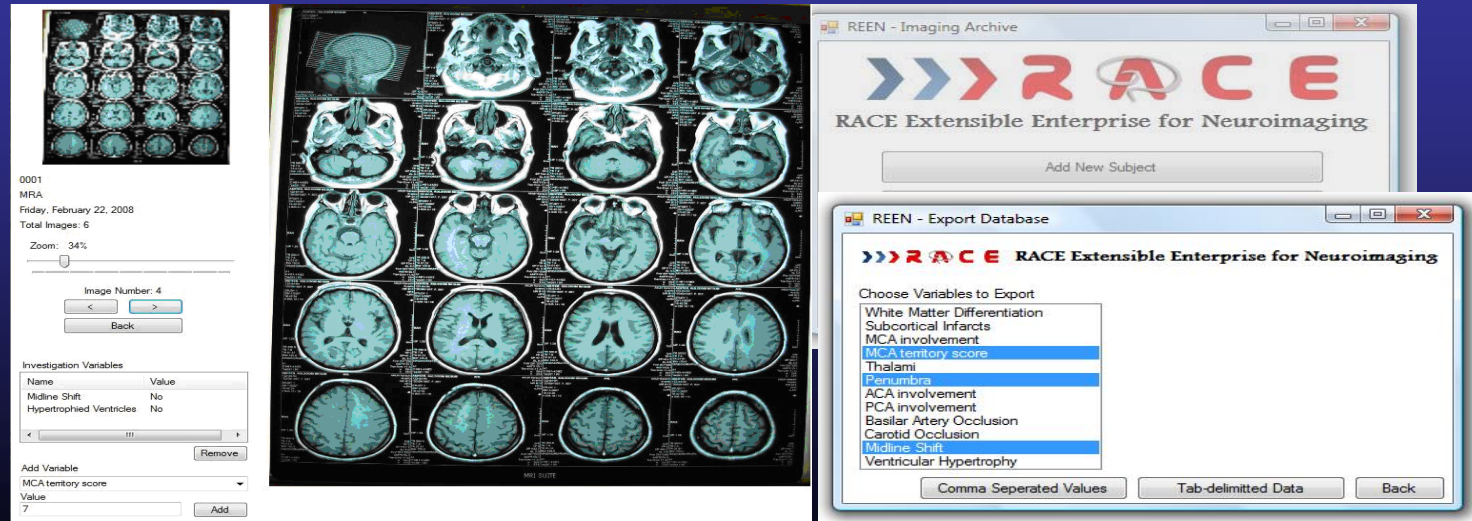 0001
MRA
Friday, February 22, 2008
Total Images: 6
Zoom: 34%
Image Number: 4
<
>
Back
Investigation Variables
Name Value
Midline Shift No
Hypertrophied Ventricles No
Remove
Add Variable
MCA territory score
Value
7
Add
MRI SUITE
REEN - Imaging Archive
RACE
RACE Extensible Enterprise for Neuroimaging
Add New Subject
REEN - Export Database
RACE RACE Extensible Enterprise for Neuroimaging
Choose Variables to Export
White Matter Differentiation
Subcortical Infarcts
MCA involvement
MCA territory score
Thalami
Penumbra
ACA involvement
PCA involvement
Basilar Artery Occlusion
Carotid Occlusion
Midline Shift
Ventricular Hypertrophy
Comma Seperated Values
Tab-delimitted Data
Back